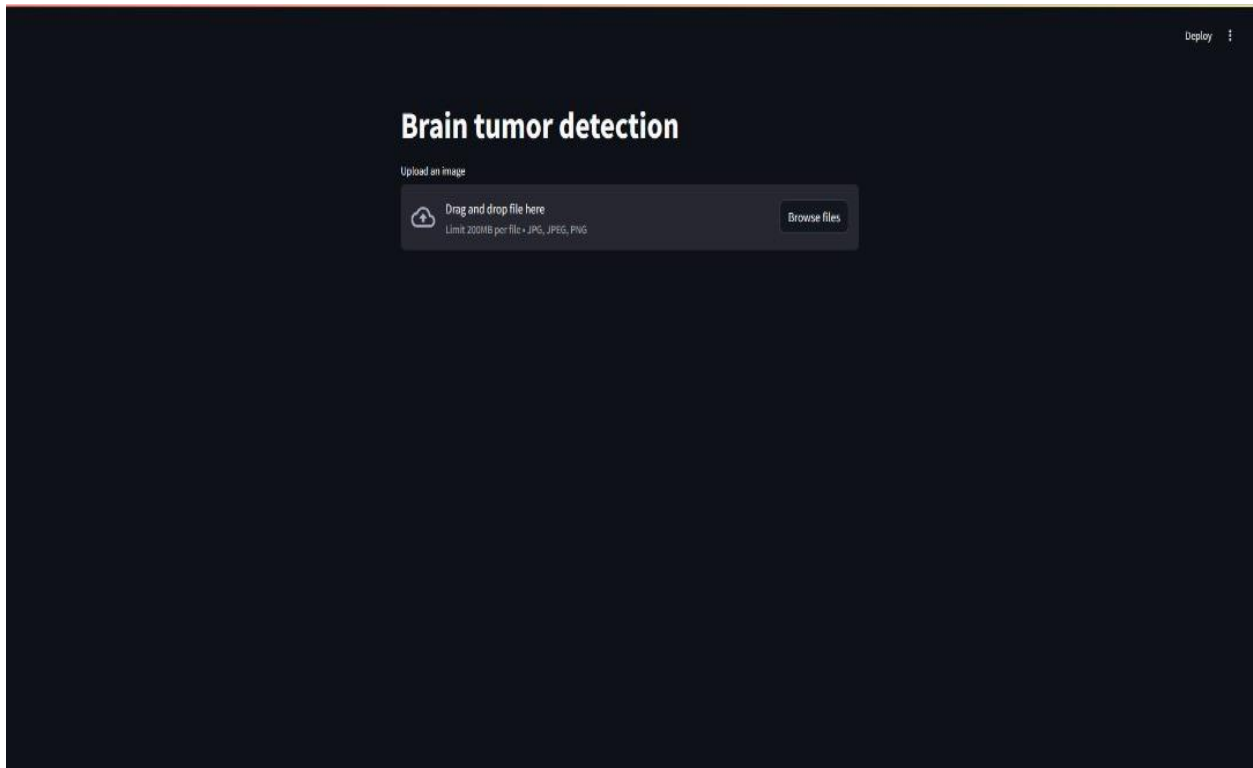 Deploy
Brain tumor detection
Upload an image
Drag and drop file here
Browse files
Limit 200MB per file • JPG, JPEG, PNG